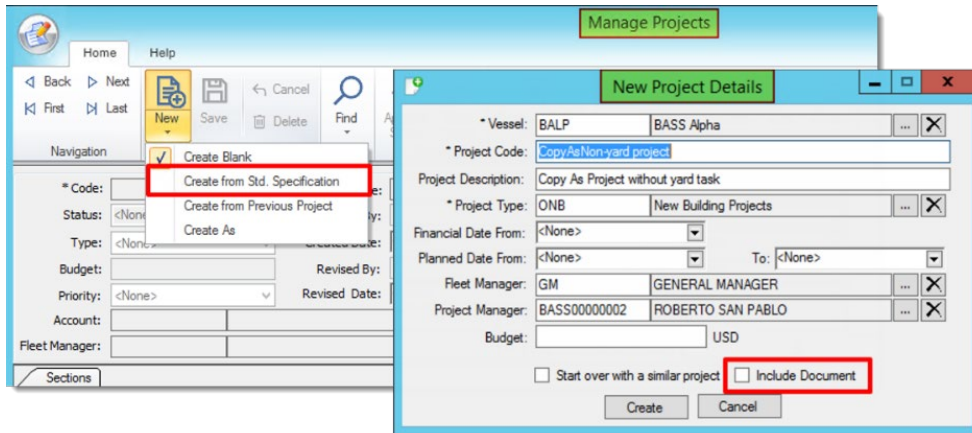 Manage Projects
Home Help
Back Next
First Last
Navigation
New
Save
Cancel
Delete
Find
Create Blank
Create from Std. Specification
Create from Previous Project
Create As
* Code:
Status: <None>
Type: <None>
Created Date:
Budget:
Revised By:
Priority: <None>
Revised Date:
Account:
Fleet Manager:
Sections
New Project Details
* Vessel: BALP BASS Alpha ...
* Project Code: CopyAsNon-yard project
Project Description: Copy As Project without yard task
* Project Type: ONB New Building Projects ...
Financial Date From: <None>
Planned Date From: <None> To: <None>
Fleet Manager: GM GENERAL MANAGER ...
Project Manager: BASS00000002 ROBERTO SAN PABLO ...
Budget: USD
Start over with a similar project Include Document
Create Cancel